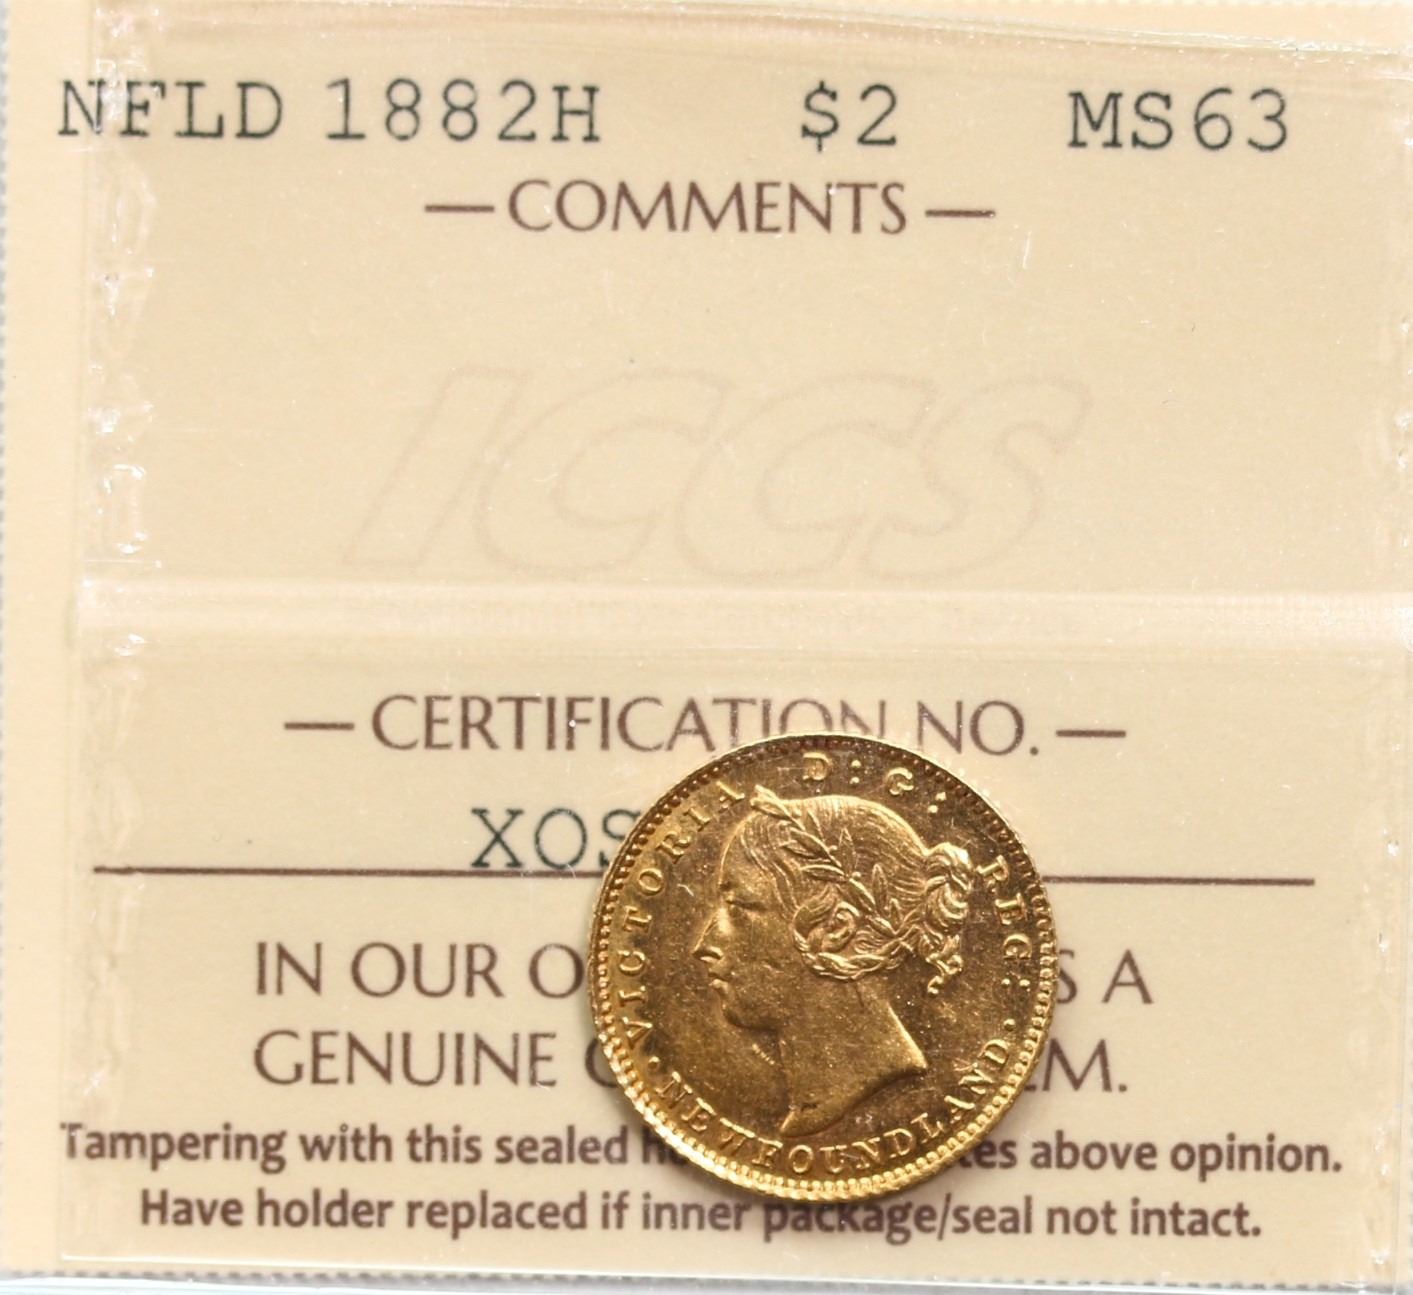 NFLD 1882H $2 MS63
— COMMENTS —
ICCS
— CERTIFICATION NO. —
XOS
IN OUR O S A
GENUINE EM.
Tampering with this sealed above opinion.
Have holder replaced if inner package/seal not intact.
VICTORIA D:G: REG:
NEWFOUNDLAND